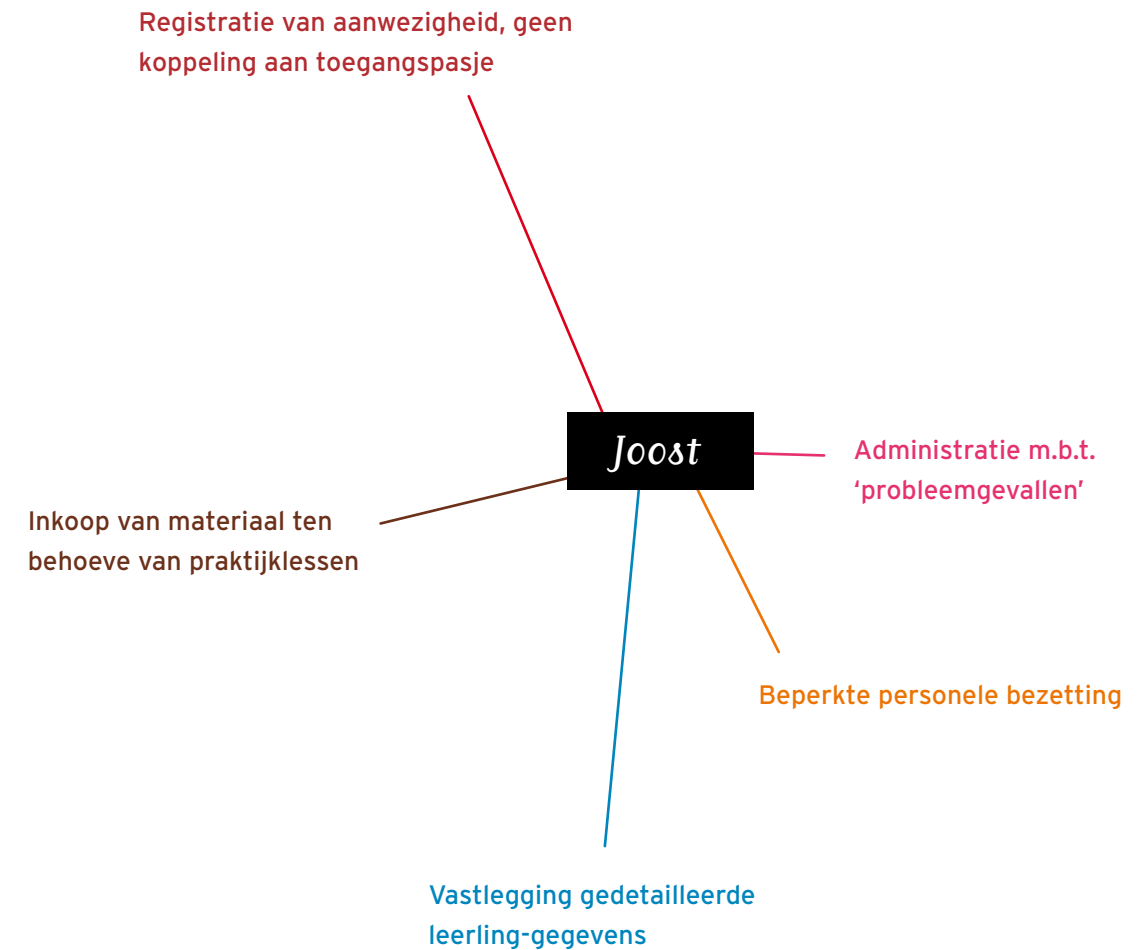 Registratie van aanwezigheid, geen
koppeling aan toegangspasje
Joost
Administratie m.b.t.
‘probleemgevallen’
Inkoop van materiaal ten
behoeve van praktijklessen
Beperkte personele bezetting
Vastlegging gedetailleerde
leerling-gegevens